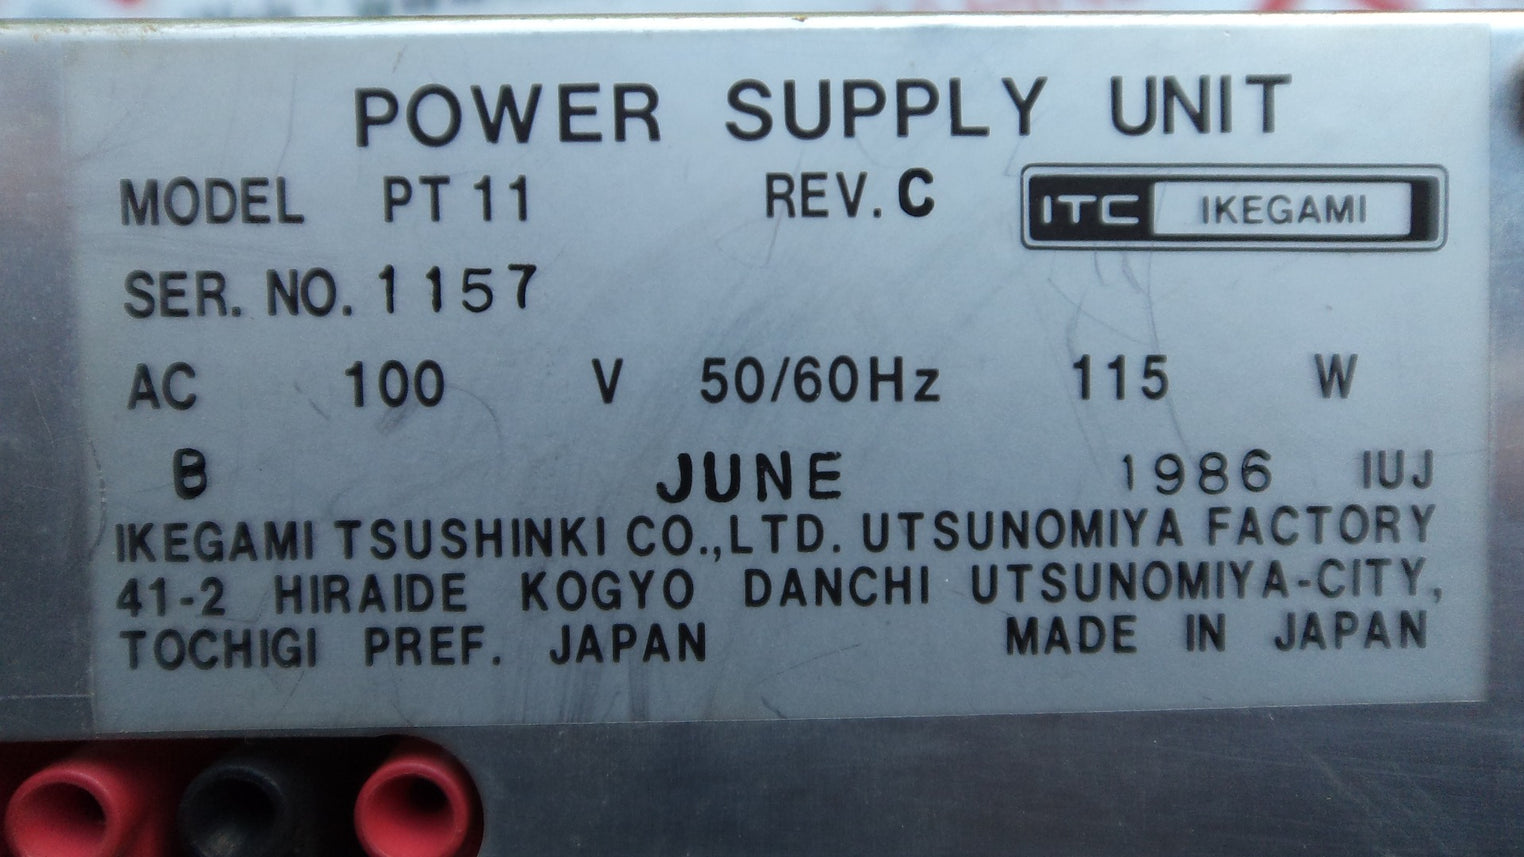 POWER SUPPLY UNIT
MODEL PT 11 REV. C ITC IKEGAMI
SER. NO. 1157
AC 100 V 50/60Hz 115 W
B JUNE 1986 IUJ
IKEGAMI TSUSHINKI CO.,LTD. UTSUNOMIYA FACTORY
41-2 HIRAIDE KOGYO DANCHI UTSUNOMIYA-CITY,
TOCHIGI PREF. JAPAN MADE IN JAPAN